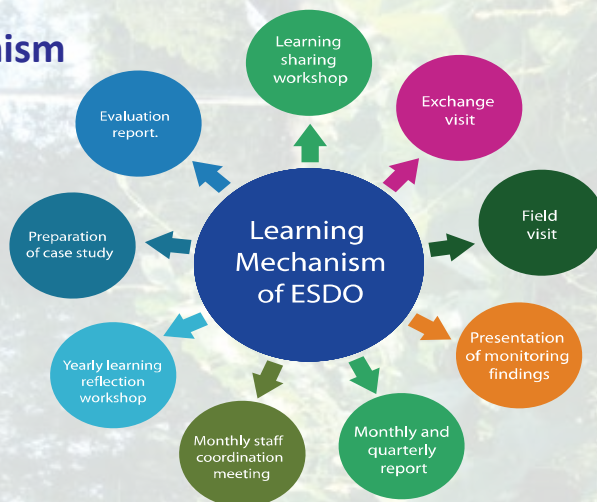 nism
Learning
sharing
workshop
Exchange
visit
Field
visit
Presentation
of monitoring
findings
Monthly and
quarterly
report
Monthly staff
coordination
meeting
Yearly learning
reflection
workshop
Preparation
of case study
Evaluation
report.
Learning
Mechanism
of ESDO